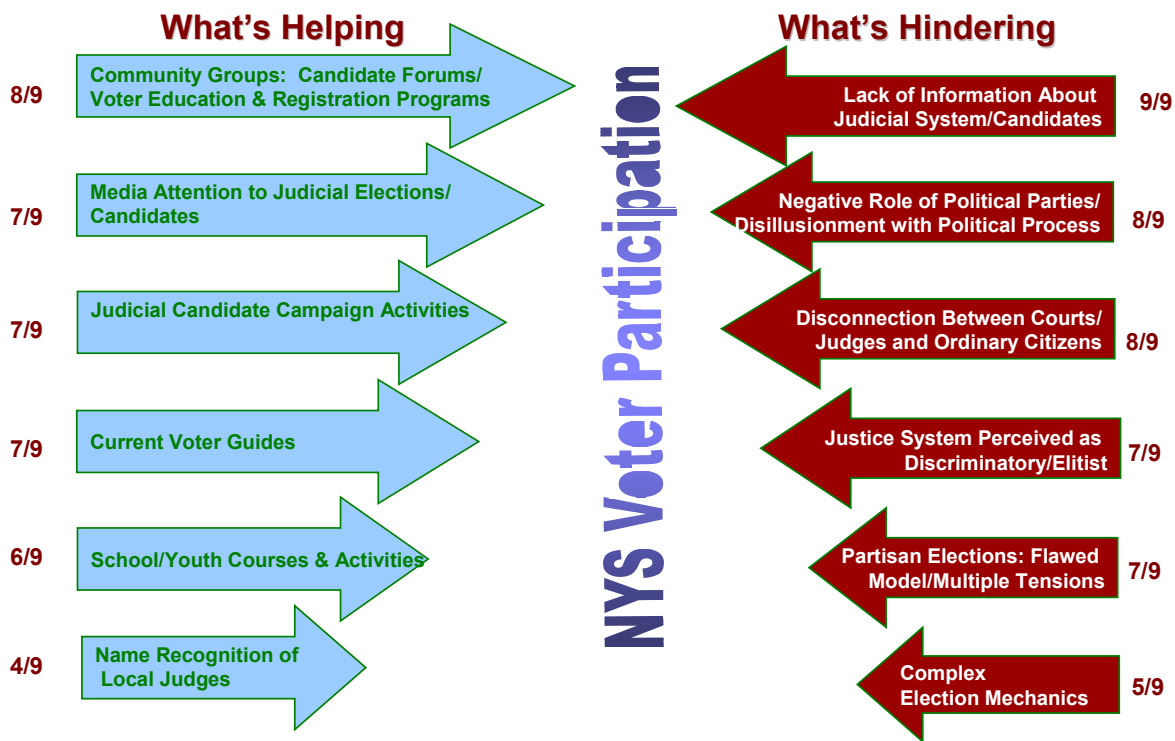 What's Helping
8/9
Community Groups: Candidate Forums/
Voter Education & Registration Programs
7/9
Media Attention to Judicial Elections/
Candidates
7/9
Judicial Candidate Campaign Activities
7/9
Current Voter Guides
6/9
School/Youth Courses & Activities
4/9
Name Recognition of
Local Judges
NYS Voter Participation
What's Hindering
Lack of Information About
Judicial System/Candidates
9/9
Negative Role of Political Parties/
Disillusionment with Political Process
8/9
Disconnection Between Courts/
Judges and Ordinary Citizens
8/9
Justice System Perceived as
Discriminatory/Elitist
7/9
Partisan Elections: Flawed
Model/Multiple Tensions
7/9
Complex
Election Mechanics
5/9